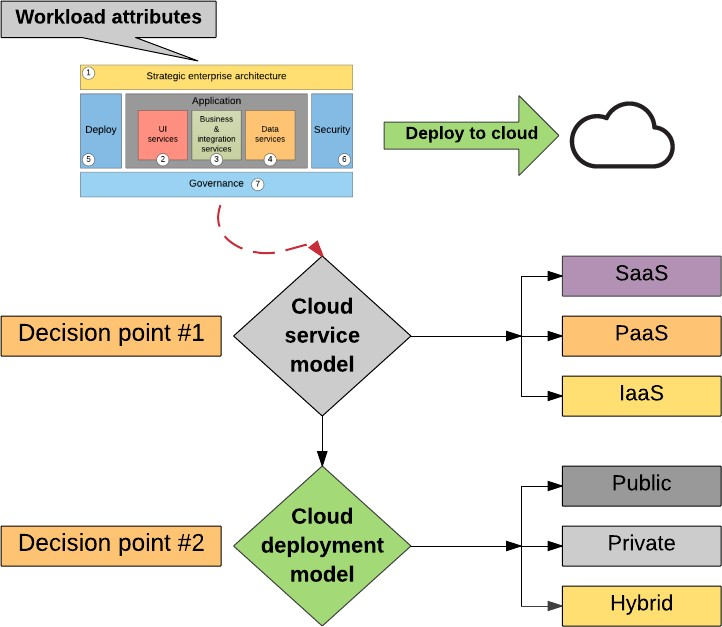 Workload attributes
1
Strategic enterprise architecture
Deploy
5
Application
UI
services
2
Business
&
integration
services
3
Data
services
4
Security
6
Governance 7
Deploy to cloud
Decision point #1
Cloud
service
model
SaaS
PaaS
IaaS
Decision point #2
Cloud
deployment
model
Public
Private
Hybrid